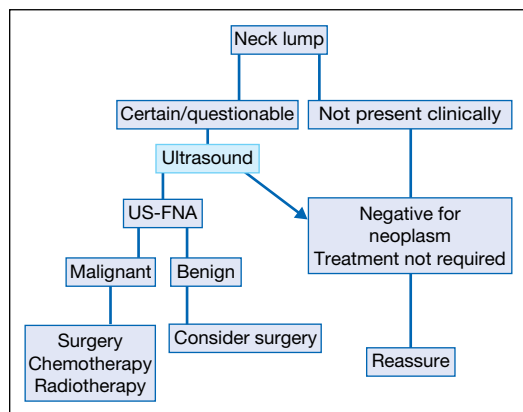 Neck lump
Certain/questionable
Not present clinically
Ultrasound
US-FNA
Negative for
neoplasm
Treatment not required
Malignant
Benign
Surgery
Chemotherapy
Radiotherapy
Consider surgery
Reassure